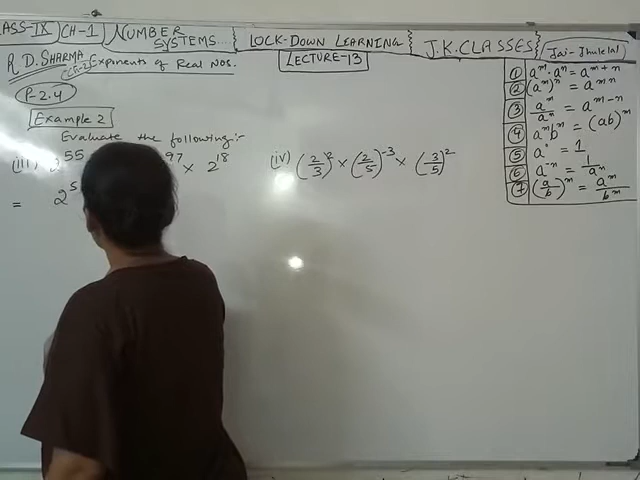 CLASS-IX CH-1 NUMBER SYSTEMS LOCK-DOWN LEARNING J.K.CLASSES Jai-Jhulelal
R.D. SHARMA Exponents of Real Nos. LECTURE-13
P-2.4
Example 2
Evaluate the following:-
(iii) 2^55 97 × 2^18
= 2^5
(iv) (2/3)^2 × (2/5)^-3 × (3/5)^2
① a^m · a^n = a^m+n
② (a^m)^n = a^mn
③ a^m/a^n = a^m-n
④ a^n b^n = (ab)^n
⑤ a^0 = 1
⑥ a^-n = 1/a^n
⑦ (a/b)^n = a^n/b^n